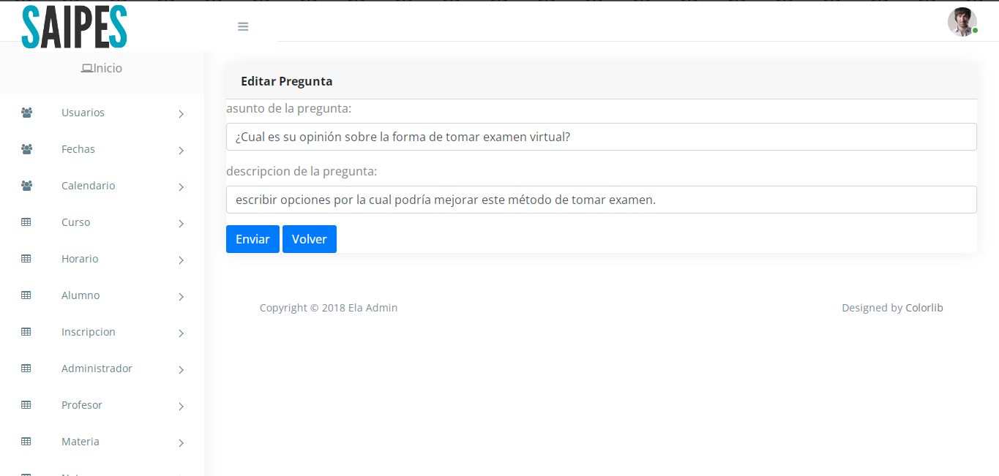 SAIPES
Inicio
Usuarios
Fechas
Calendario
Curso
Horario
Alumno
Inscripcion
Administrador
Profesor
Materia
Editar Pregunta
asunto de la pregunta:
¿Cual es su opinión sobre la forma de tomar examen virtual?
descripcion de la pregunta:
escribir opciones por la cual podría mejorar este método de tomar examen.
Enviar Volver
Copyright © 2018 Ela Admin
Designed by Colorlib